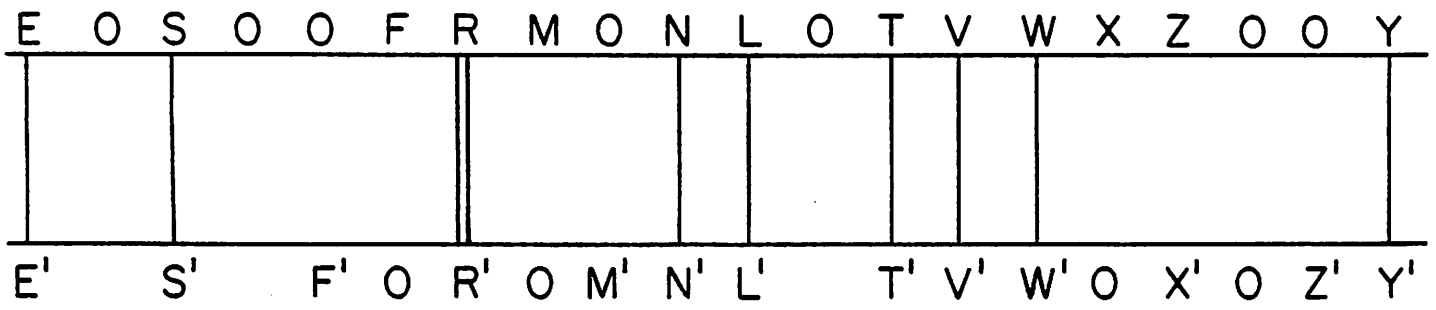 E O S O O F R M O N L O T V W X Z O O Y
E' S' F' O R' O M' N' L' T' V' W' O X' O Z' Y'